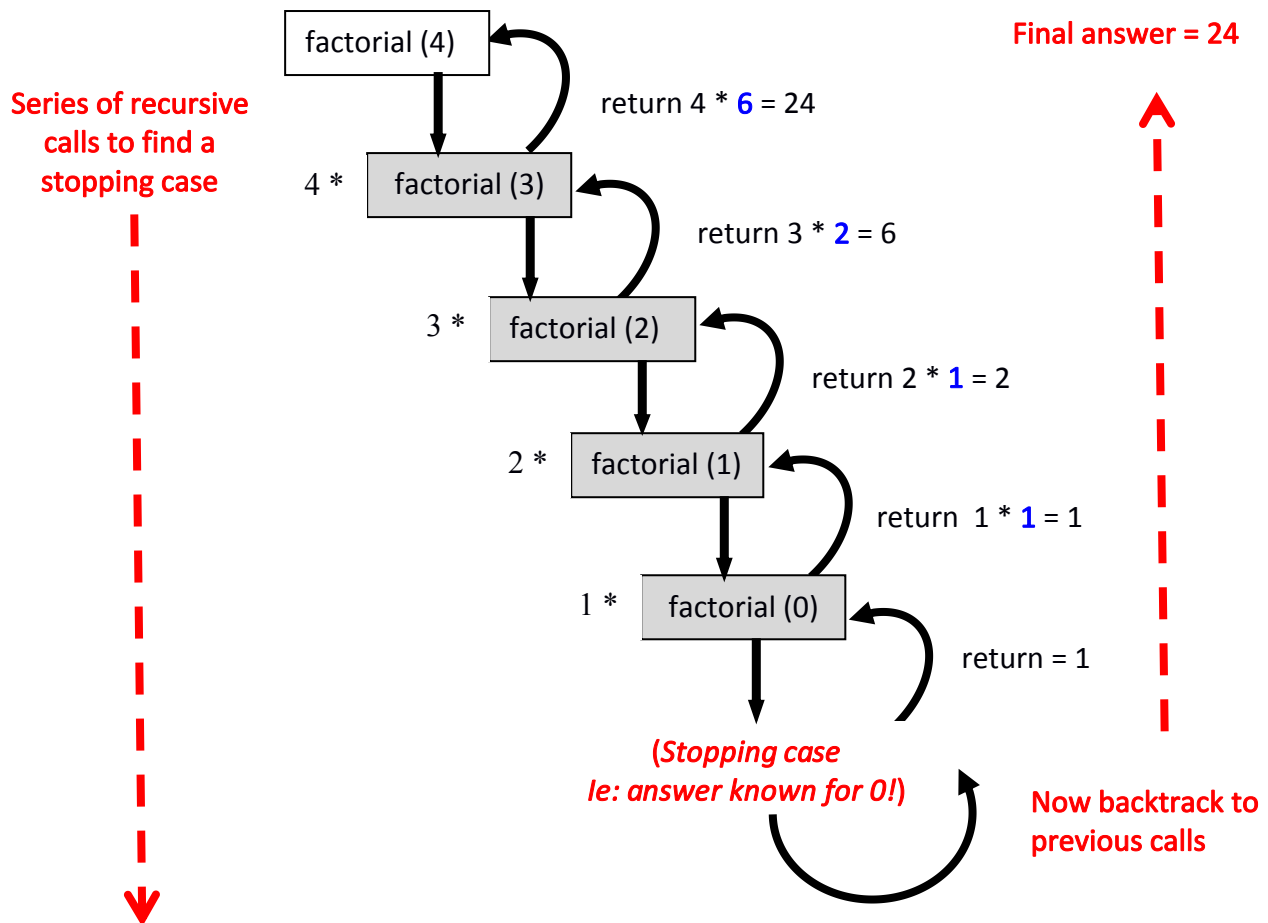 factorial (4)
Final answer = 24
Series of recursive
calls to find a
stopping case
return 4 * 6 = 24
4 *
factorial (3)
return 3 * 2 = 6
3 *
factorial (2)
return 2 * 1 = 2
2 *
factorial (1)
return 1 * 1 = 1
1 *
factorial (0)
return = 1
(Stopping case
Ie: answer known for 0!)
Now backtrack to
previous calls